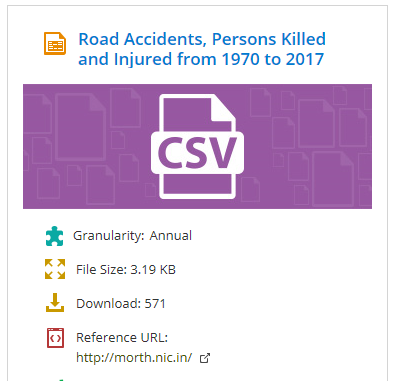 Road Accidents, Persons Killed
and Injured from 1970 to 2017
CSV
Granularity: Annual
File Size: 3.19 KB
Download: 571
Reference URL:
http://morth.nic.in/